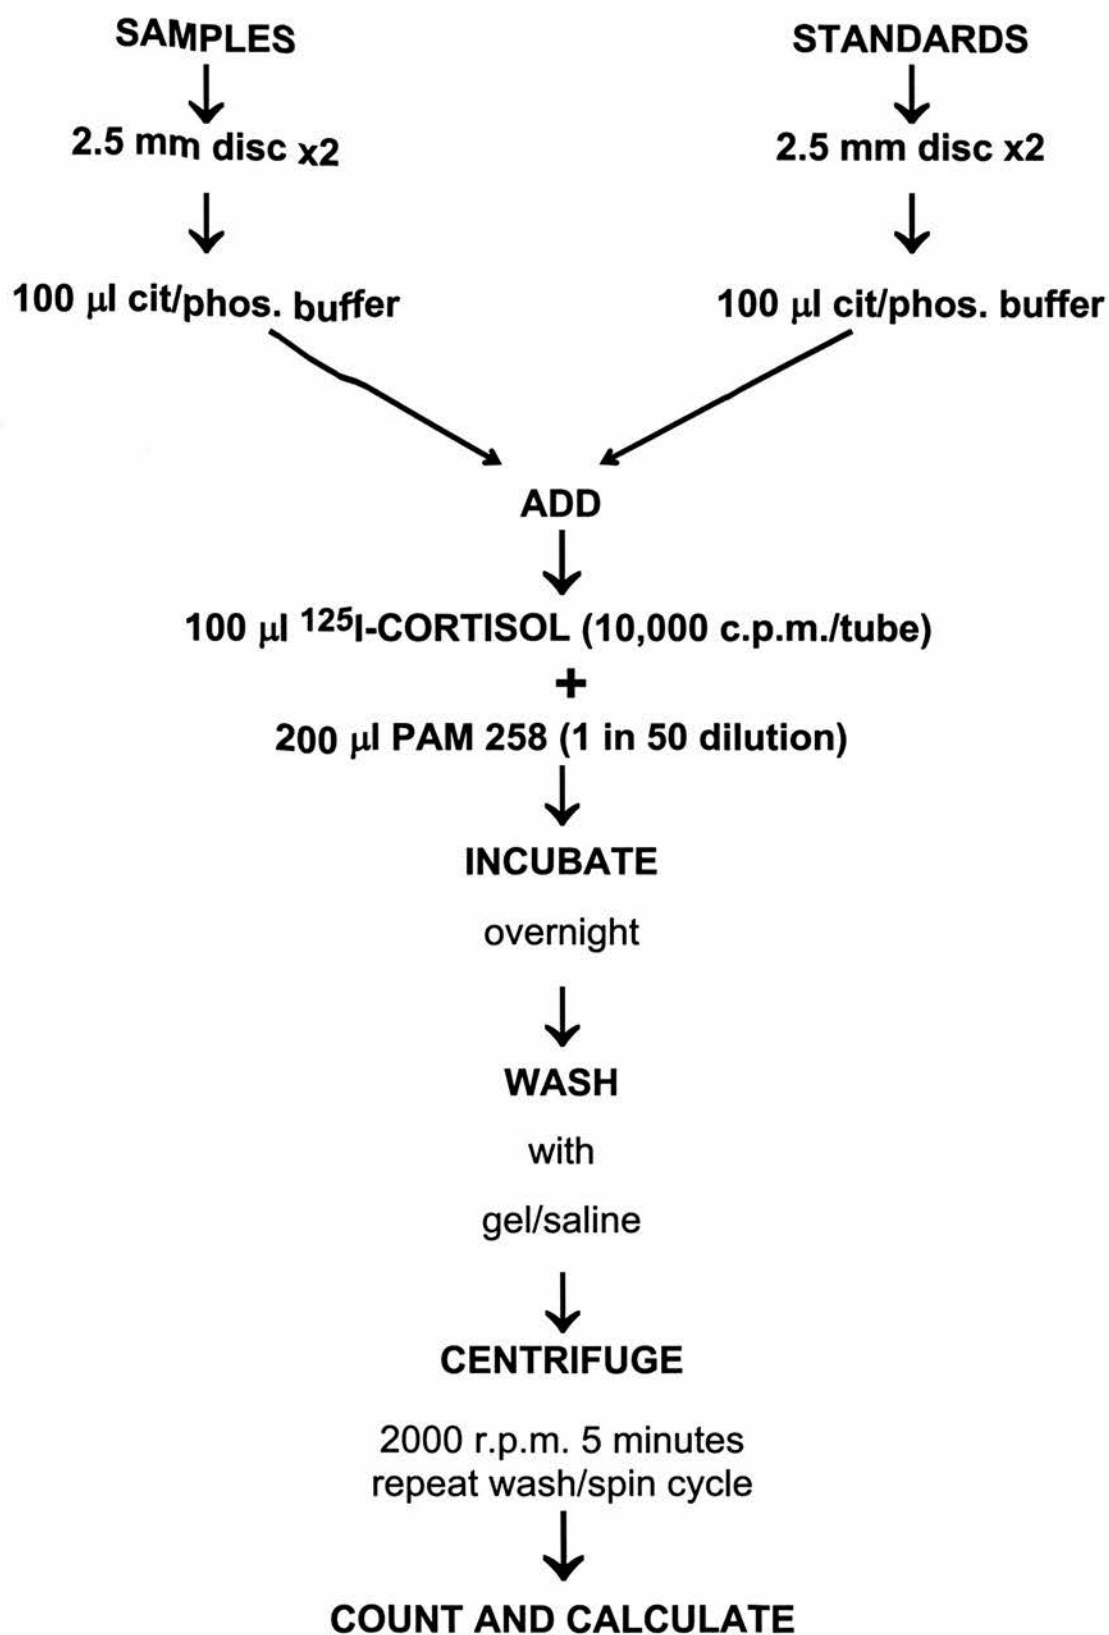 SAMPLES
STANDARDS
2.5 mm disc x2
2.5 mm disc x2
100 µl cit/phos. buffer
100 µl cit/phos. buffer
ADD
100 µl ¹²⁵I-CORTISOL (10,000 c.p.m./tube)
+
200 µl PAM 258 (1 in 50 dilution)
INCUBATE
overnight
WASH
with
gel/saline
CENTRIFUGE
2000 r.p.m. 5 minutes
repeat wash/spin cycle
COUNT AND CALCULATE